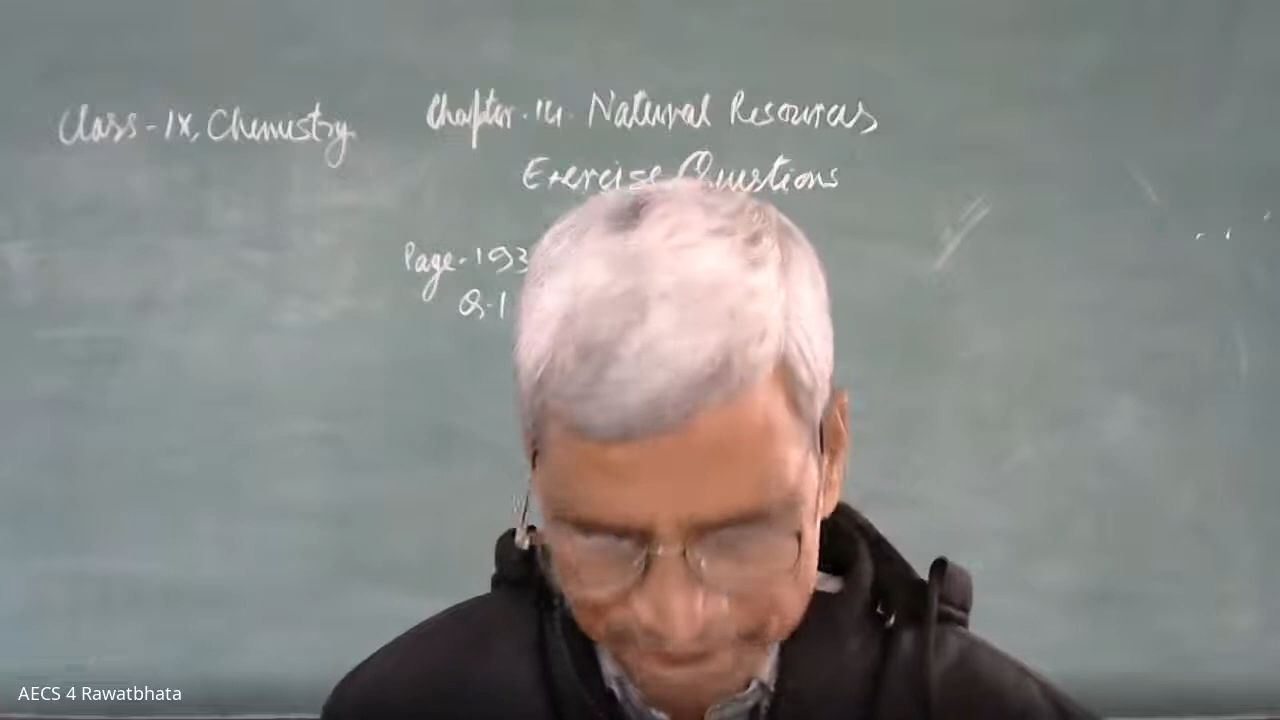 Class-IX, Chemistry
Chapter-14. Natural Resources
Exercise Questions
Page-193
Q-1
AECS 4 Rawatbhata